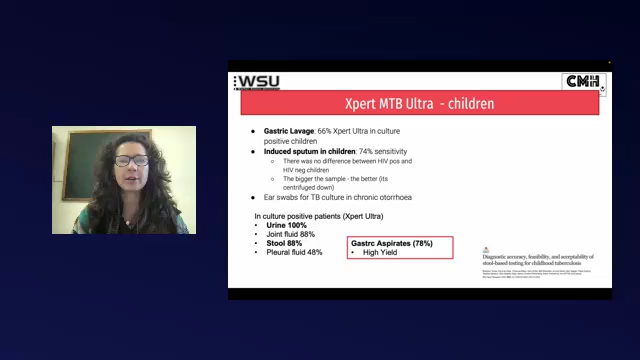 WSU
CMH
Xpert MTB Ultra - children
● Gastric Lavage: 66% Xpert Ultra in culture
positive children
● Induced sputum in children: 74% sensitivity
○ There was no difference between HIV pos and
HIV neg children
○ The bigger the sample - the better (its
centrifuged down)
● Ear swabs for TB culture in chronic otorrhoea
In culture positive patients (Xpert Ultra)
• Urine 100%
• Joint fluid 88%
• Stool 88%
• Pleural fluid 48%
Gastrc Aspirates (78%)
• High Yield
Diagnostic accuracy, feasibility, and acceptability of
stool-based testing for childhood tuberculosis